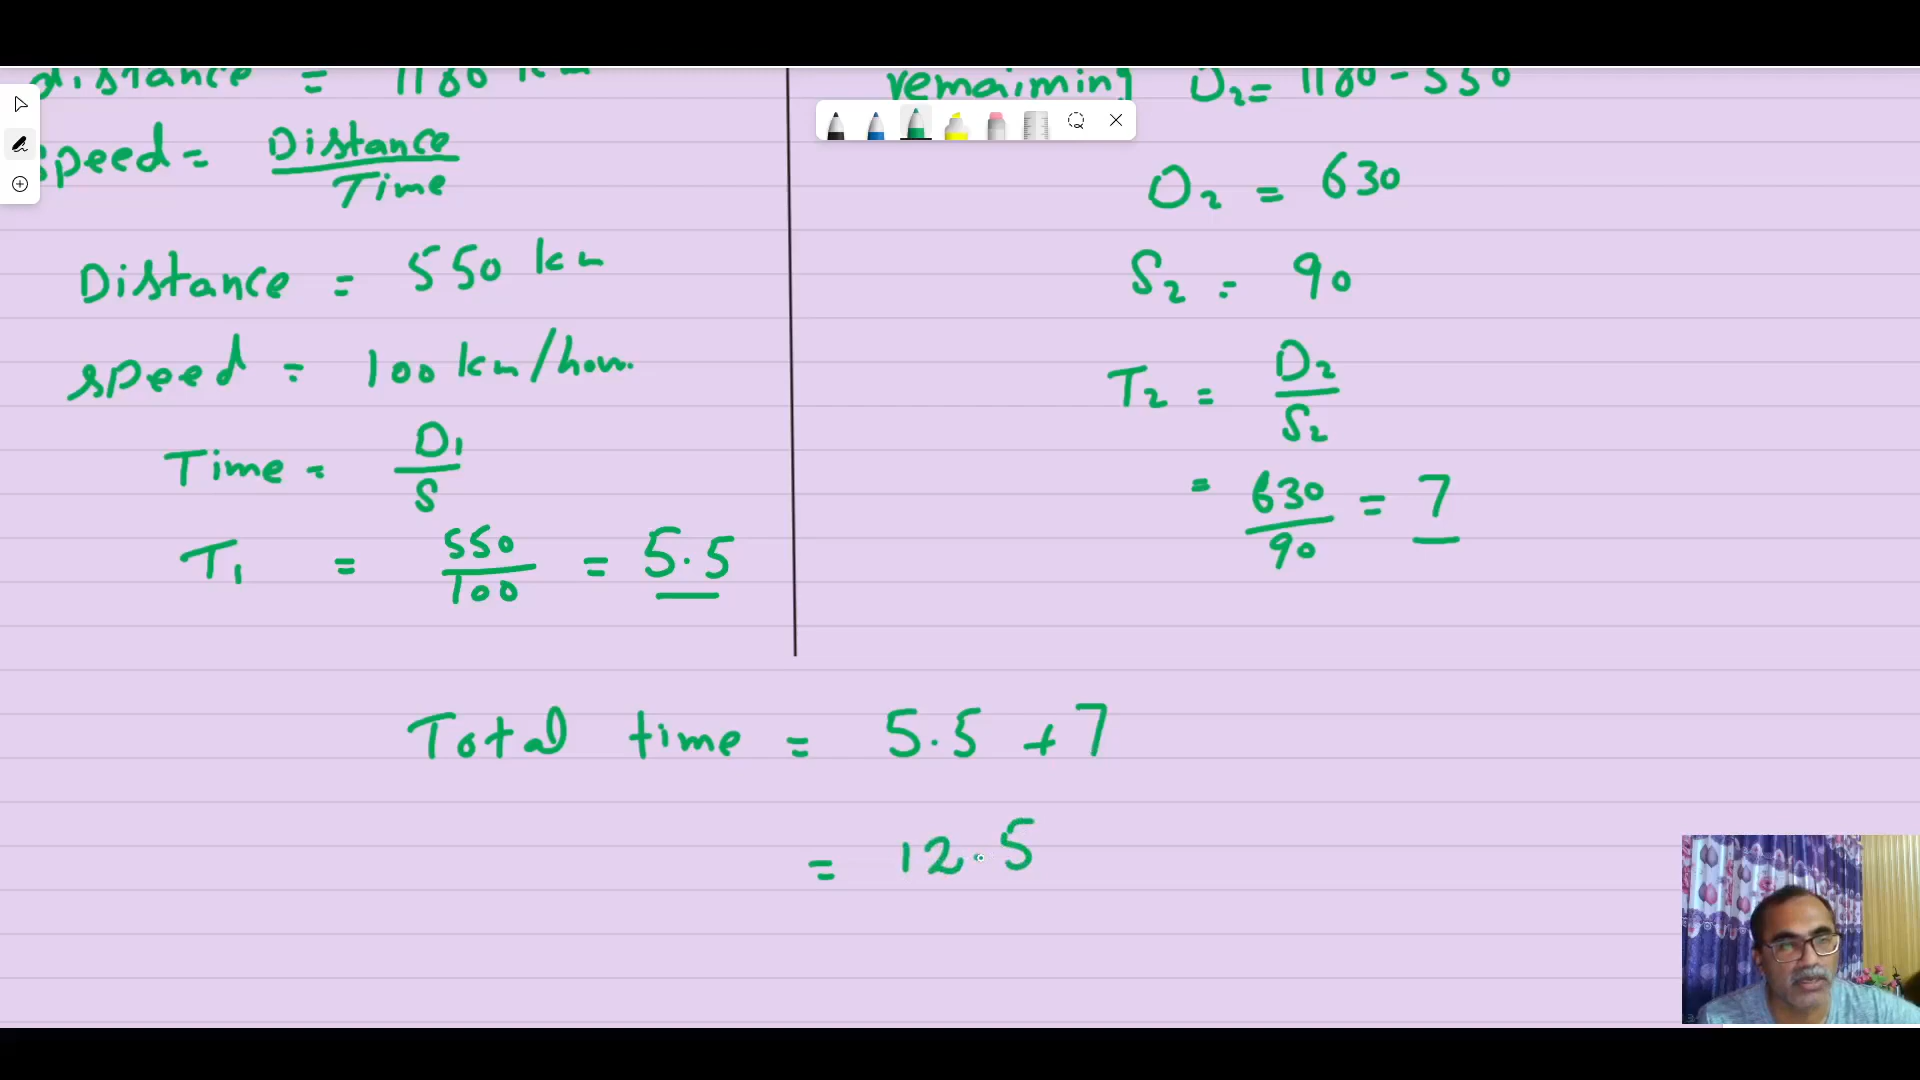 distance = 1180 km
speed = Distance / Time
Distance = 550 km
speed = 100 km/hour
Time = D1 / S
T1 = 550 / 100 = 5.5
remaiming D2 = 1180 - 550
D2 = 630
S2 = 90
T2 = D2 / S2
= 630 / 90 = 7
Total time = 5.5 + 7
= 12.5